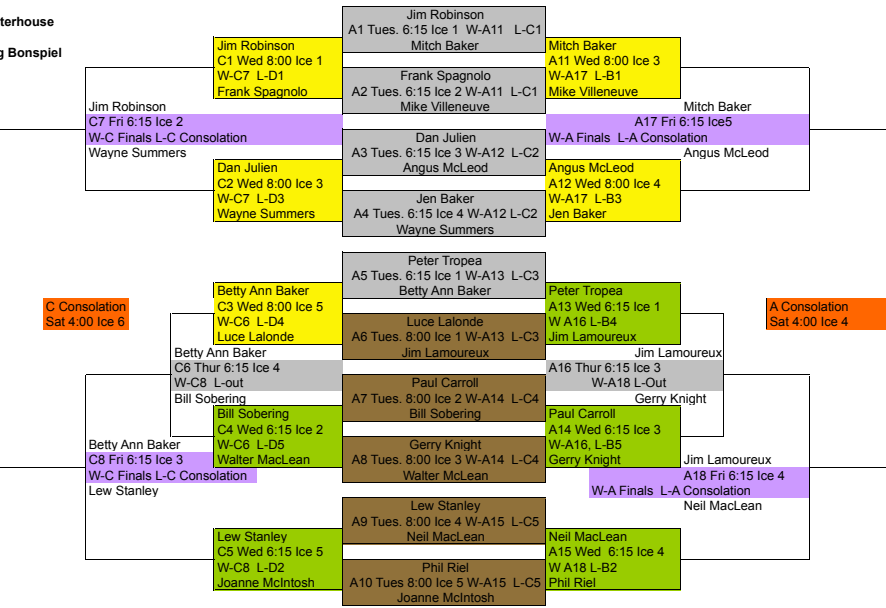 terhouse
g Bonspiel
Jim Robinson
A1 Tues. 6:15 Ice 1 W-A11 L-C1
Mitch Baker
Jim Robinson
C1 Wed 8:00 Ice 1
W-C7 L-D1
Frank Spagnolo
Mitch Baker
A11 Wed 8:00 Ice 3
W-A17 L-B1
Mike Villeneuve
Frank Spagnolo
A2 Tues. 6:15 Ice 2 W-A11 L-C1
Mike Villeneuve
Jim Robinson
C7 Fri 6:15 Ice 2
W-C Finals L-C Consolation
Wayne Summers
Mitch Baker
A17 Fri 6:15 Ice5
W-A Finals L-A Consolation
Angus McLeod
Dan Julien
A3 Tues. 6:15 Ice 3 W-A12 L-C2
Angus McLeod
Dan Julien
C2 Wed 8:00 Ice 3
W-C7 L-D3
Wayne Summers
Angus McLeod
A12 Wed 8:00 Ice 4
W-A17 L-B3
Jen Baker
Jen Baker
A4 Tues. 6:15 Ice 4 W-A12 L-C2
Wayne Summers
Peter Tropea
A5 Tues. 6:15 Ice 1 W-A13 L-C3
Betty Ann Baker
Betty Ann Baker
C3 Wed 8:00 Ice 5
W-C6 L-D4
Luce Lalonde
Peter Tropea
A13 Wed 6:15 Ice 1
W A16 L-B4
Jim Lamoureux
C Consolation
Sat 4:00 Ice 6
A Consolation
Sat 4:00 Ice 4
Luce Lalonde
A6 Tues. 8:00 Ice 1 W-A13 L-C3
Jim Lamoureux
Betty Ann Baker
C6 Thur 6:15 Ice 4
W-C8 L-out
Bill Sobering
Jim Lamoureux
A16 Thur 6:15 Ice 3
W-A18 L-Out
Gerry Knight
Paul Carroll
A7 Tues. 8:00 Ice 2 W-A14 L-C4
Bill Sobering
Bill Sobering
C4 Wed 6:15 Ice 2
W-C6 L-D5
Walter MacLean
Paul Carroll
A14 Wed 6:15 Ice 3
W-A16, L-B5
Gerry Knight
Gerry Knight
A8 Tues. 8:00 Ice 3 W-A14 L-C4
Walter McLean
Betty Ann Baker
C8 Fri 6:15 Ice 3
W-C Finals L-C Consolation
Lew Stanley
Jim Lamoureux
A18 Fri 6:15 Ice 4
W-A Finals L-A Consolation
Neil MacLean
Lew Stanley
A9 Tues. 8:00 Ice 4 W-A15 L-C5
Neil MacLean
Lew Stanley
C5 Wed 6:15 Ice 5
W-C8 L-D2
Joanne McIntosh
Neil MacLean
A15 Wed 6:15 Ice 4
W A18 L-B2
Phil Riel
Phil Riel
A10 Tues 8:00 Ice 5 W-A15 L-C5
Joanne McIntosh